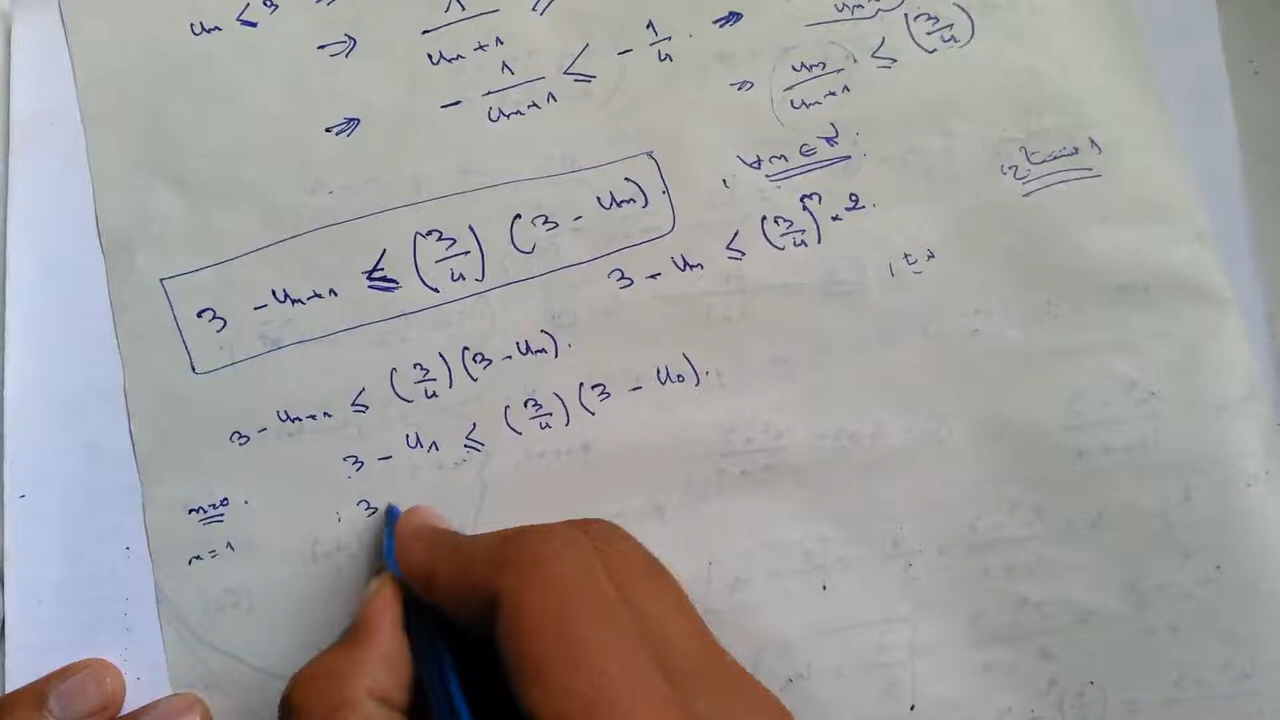 uₙ ≤ 3 ⇒
⇒ 1/(uₙ+1) ⇒
⇒ - 1/(uₙ+1) ≤ - 1/4
⇒ uₙ/(uₙ+1) ≤ (3/4)
3 - uₙ₊₁ ≤ (3/4) (3 - uₙ).
, ∀n ∈
3 - uₙ ≤ (3/4)ⁿ × 2.
3 - uₙ₊₁ ≤ (3/4)(3 - uₙ).
n=0. 3 - u₁ ≤ (3/4)(3 - u₀).
n=1 : 3